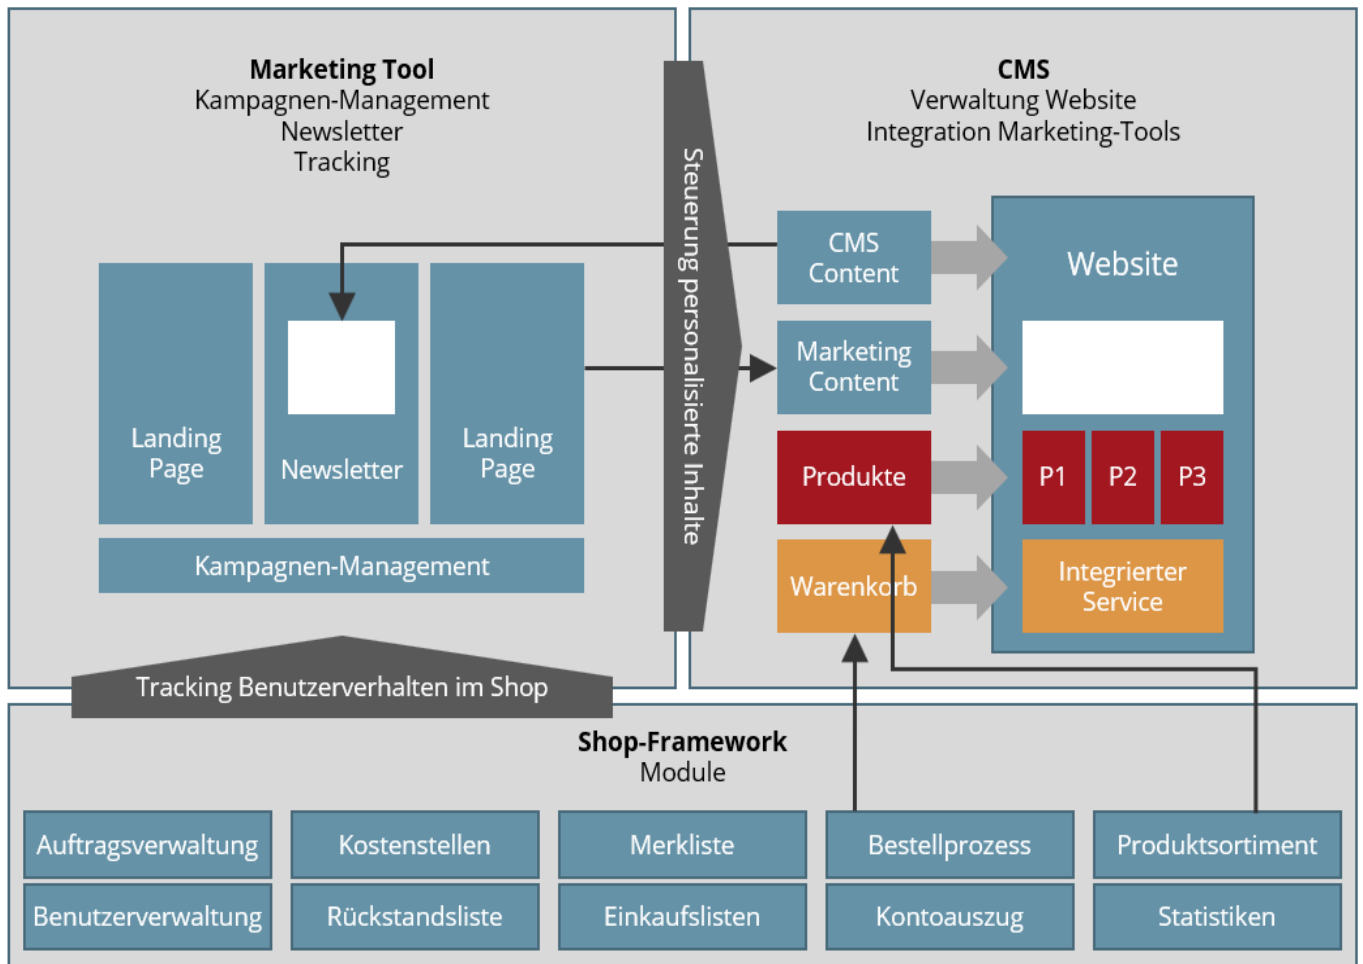 Marketing Tool
Kampagnen-Management
Newsletter
Tracking
Landing
Page
Newsletter
Landing
Page
Kampagnen-Management
Tracking Benutzerverhalten im Shop
Steuerung personalisierte Inhalte
CMS
Verwaltung Website
Integration Marketing-Tools
CMS
Content
Marketing
Content
Produkte
Warenkorb
Website
P1
P2
P3
Integrierter
Service
Shop-Framework
Module
Auftragsverwaltung
Kostenstellen
Merkliste
Bestellprozess
Produktsortiment
Benutzerverwaltung
Rückstandsliste
Einkaufslisten
Kontoauszug
Statistiken